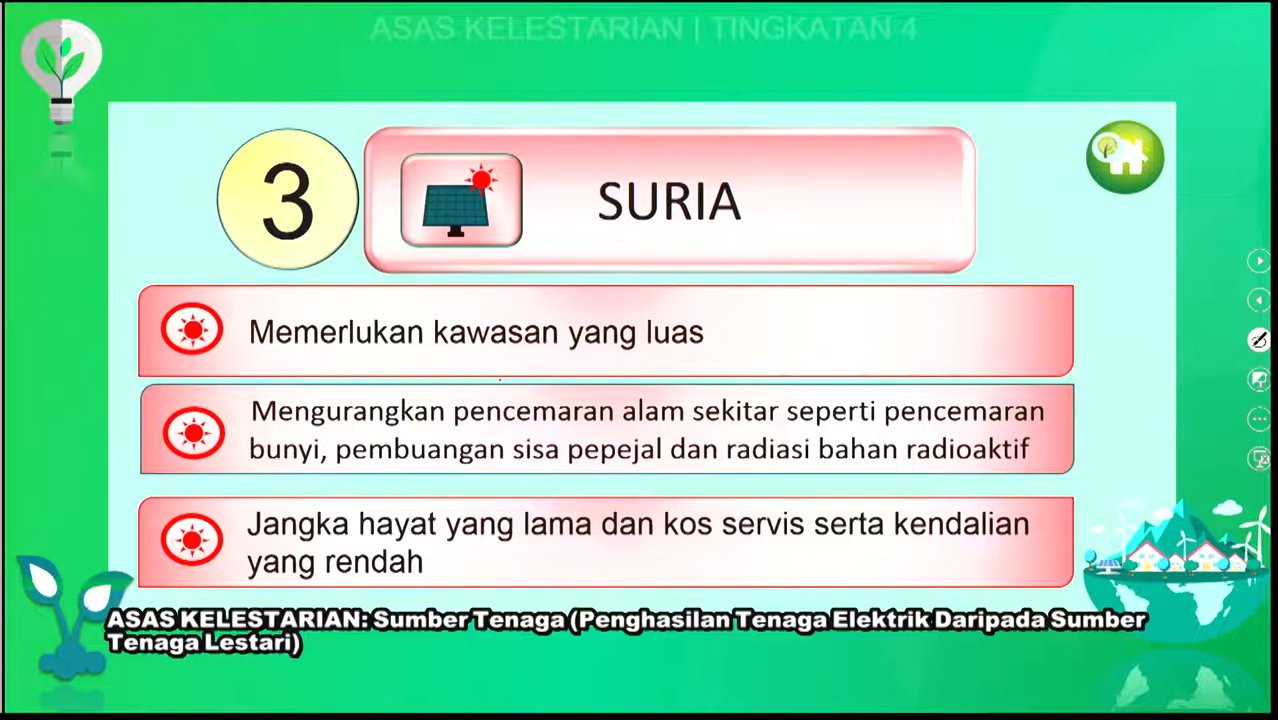 ASAS KELESTARIAN | TINGKATAN 4
3
SURIA
Memerlukan kawasan yang luas
Mengurangkan pencemaran alam sekitar seperti pencemaran
bunyi, pembuangan sisa pepejal dan radiasi bahan radioaktif
Jangka hayat yang lama dan kos servis serta kendalian
yang rendah
ASAS KELESTARIAN: Sumber Tenaga (Penghasilan Tenaga Elektrik Daripada Sumber
Tenaga Lestari)